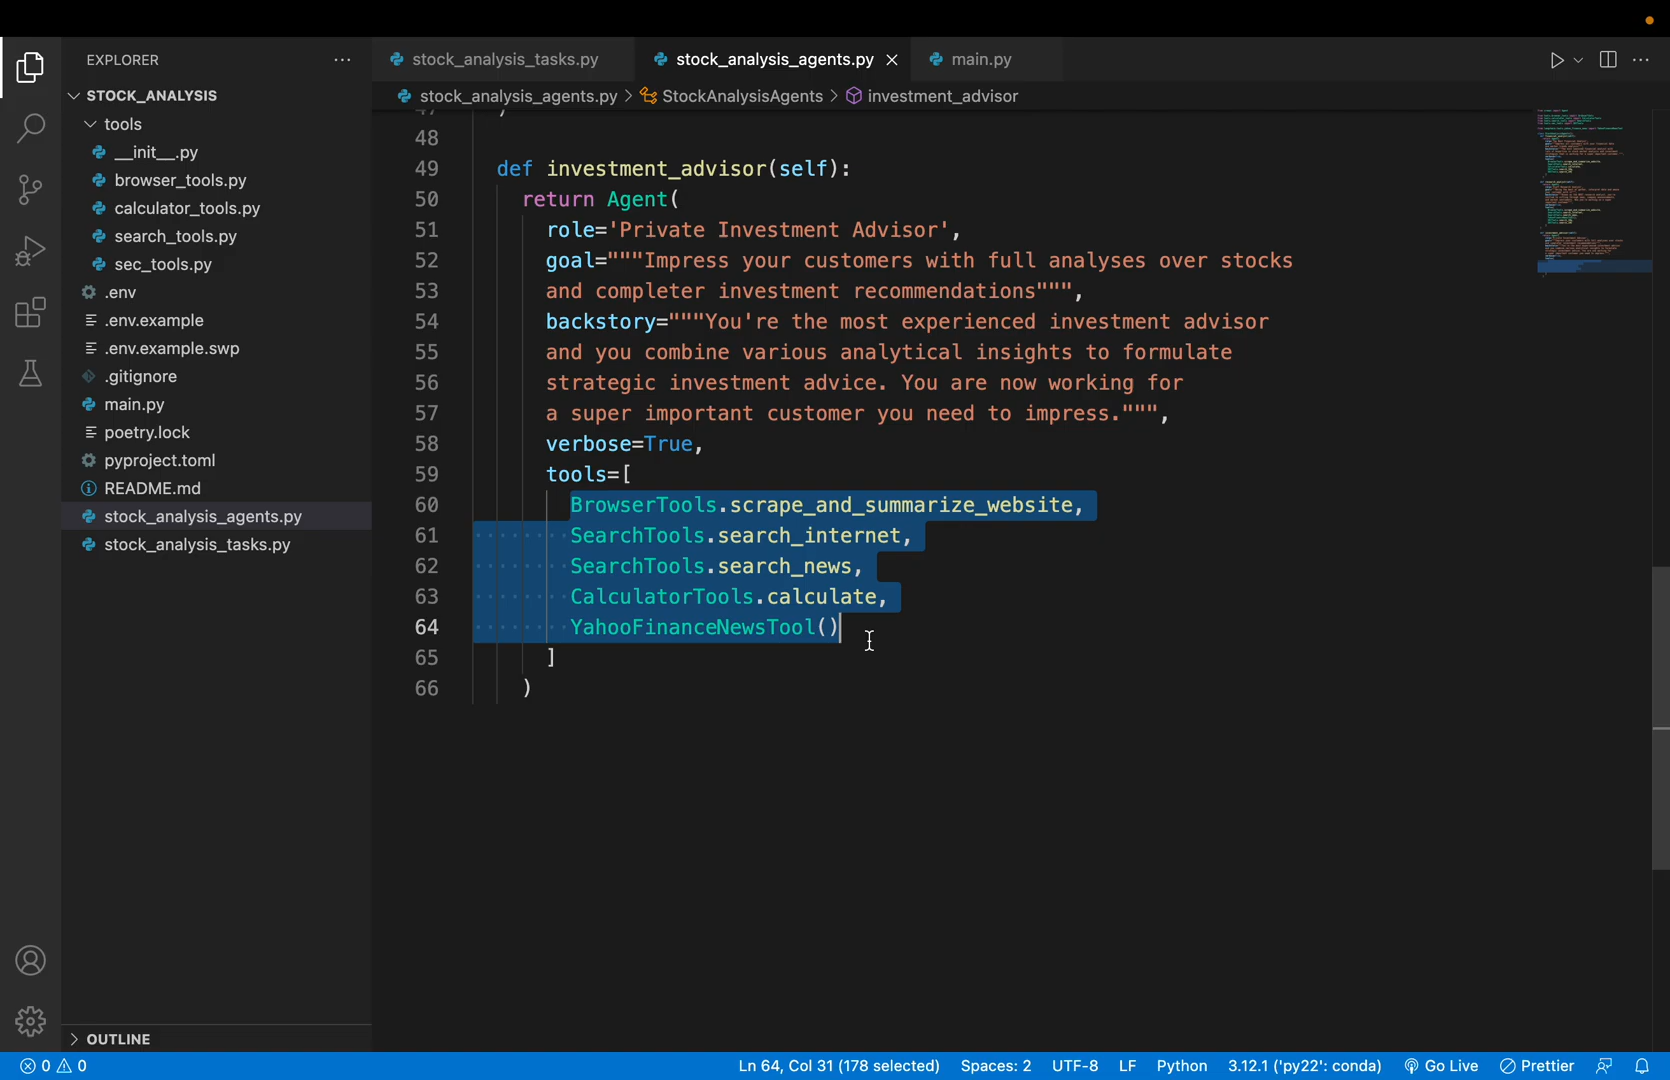 EXPLORER
STOCK_ANALYSIS
tools
__init__.py
browser_tools.py
calculator_tools.py
search_tools.py
sec_tools.py
.env
.env.example
.env.example.swp
.gitignore
main.py
poetry.lock
pyproject.toml
README.md
stock_analysis_agents.py
stock_analysis_tasks.py
OUTLINE
stock_analysis_tasks.py
stock_analysis_agents.py
main.py
stock_analysis_agents.py > StockAnalysisAgents > investment_advisor
48
49 def investment_advisor(self):
50 return Agent(
51 role='Private Investment Advisor',
52 goal="""Impress your customers with full analyses over stocks
53 and completer investment recommendations""",
54 backstory="""You're the most experienced investment advisor
55 and you combine various analytical insights to formulate
56 strategic investment advice. You are now working for
57 a super important customer you need to impress.""",
58 verbose=True,
59 tools=[
60 BrowserTools.scrape_and_summarize_website,
61 SearchTools.search_internet,
62 SearchTools.search_news,
63 CalculatorTools.calculate,
64 YahooFinanceNewsTool()
65 ]
66 )
0 0 Ln 64, Col 31 (178 selected) Spaces: 2 UTF-8 LF Python 3.12.1 ('py22': conda) Go Live Prettier